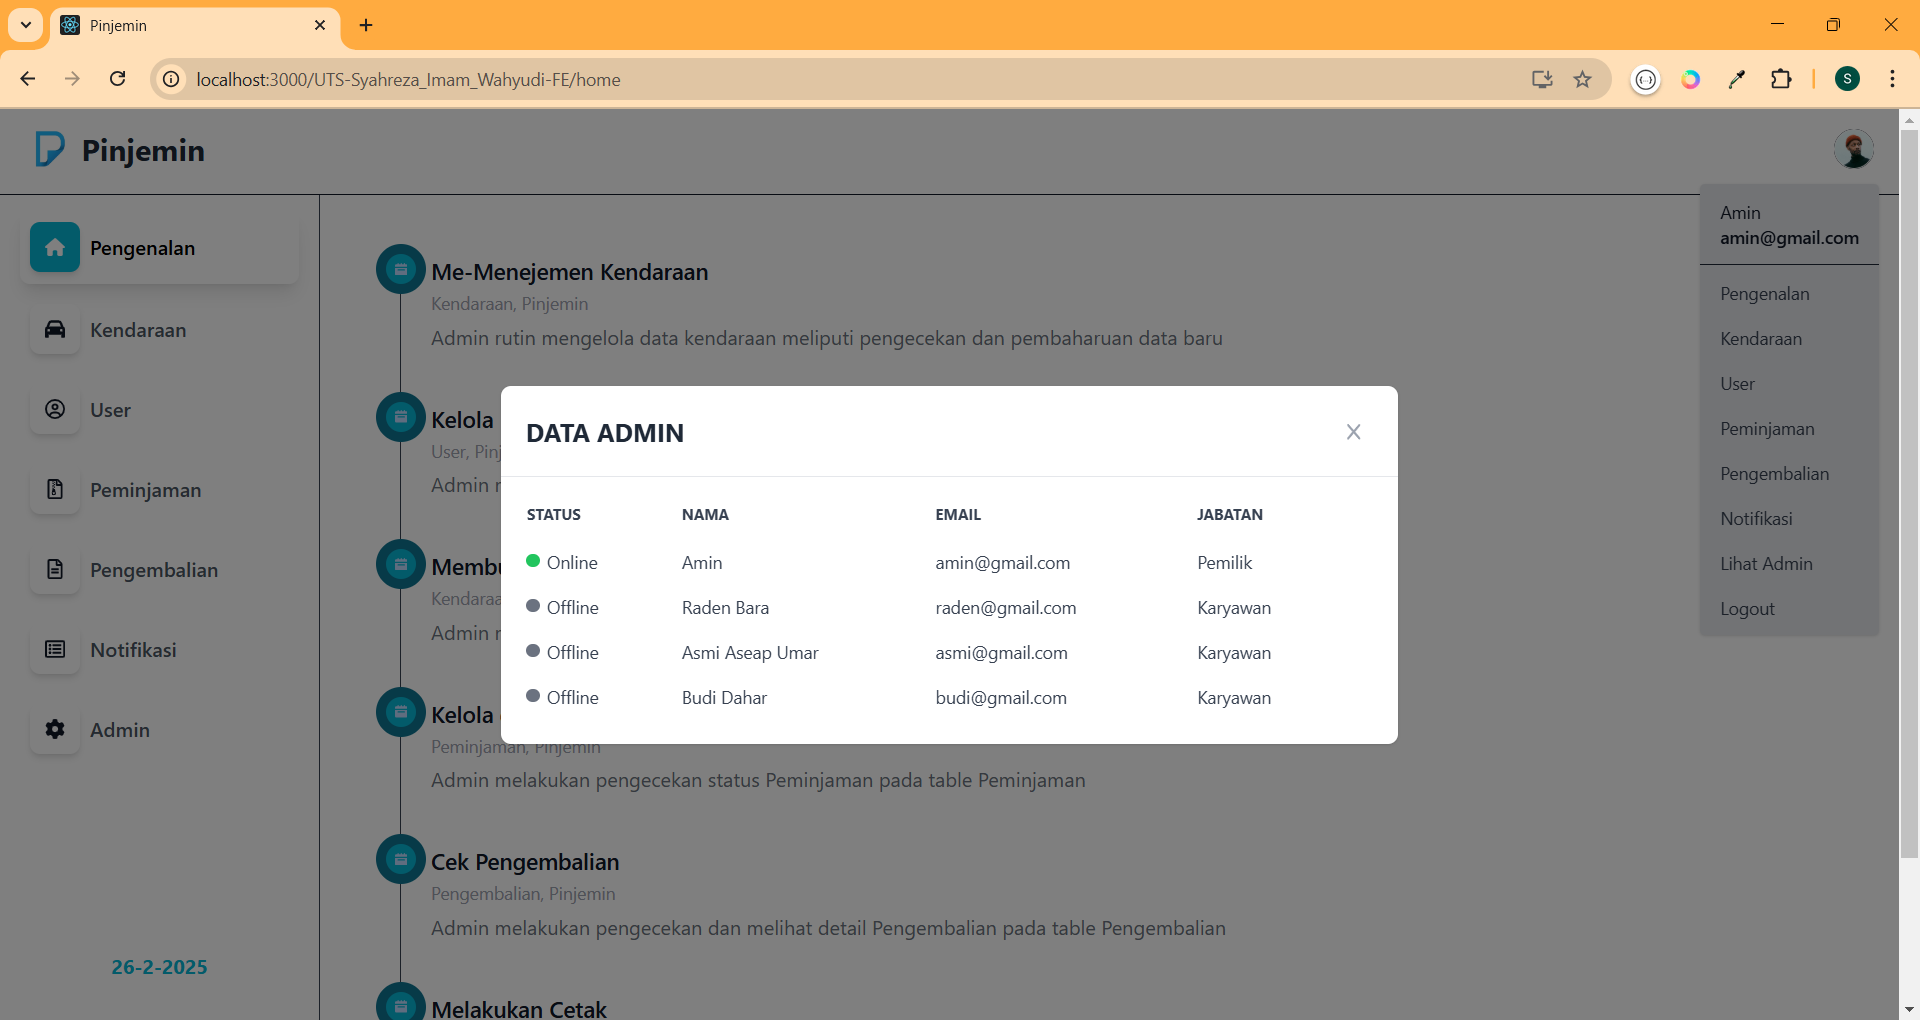 Pinjemin
localhost:3000/UTS-Syahreza_Imam_Wahyudi-FE/home
S
Pinjemin
Amin
amin@gmail.com
Pengenalan
Kendaraan
User
Peminjaman
Pengembalian
Notifikasi
Lihat Admin
Logout
Pengenalan
Kendaraan
User
Peminjaman
Pengembalian
Notifikasi
Admin
26-2-2025
Me-Menejemen Kendaraan
Kendaraan, Pinjemin
Admin rutin mengelola data kendaraan meliputi pengecekan dan pembaharuan data baru
Kelola
User,
Admin
Admin
Kelola
Peminjaman, Pinjemin
Admin melakukan pengecekan status Peminjaman pada table Peminjaman
Cek Pengembalian
Pengembalian, Pinjemin
Admin melakukan pengecekan dan melihat detail Pengembalian pada table Pengembalian
Melakukan Cetak
DATA ADMIN
X
STATUS NAMA EMAIL JABATAN
Online Amin amin@gmail.com Pemilik
Offline Raden Bara raden@gmail.com Karyawan
Offline Asmi Aseap Umar asmi@gmail.com Karyawan
Offline Budi Dahar budi@gmail.com Karyawan